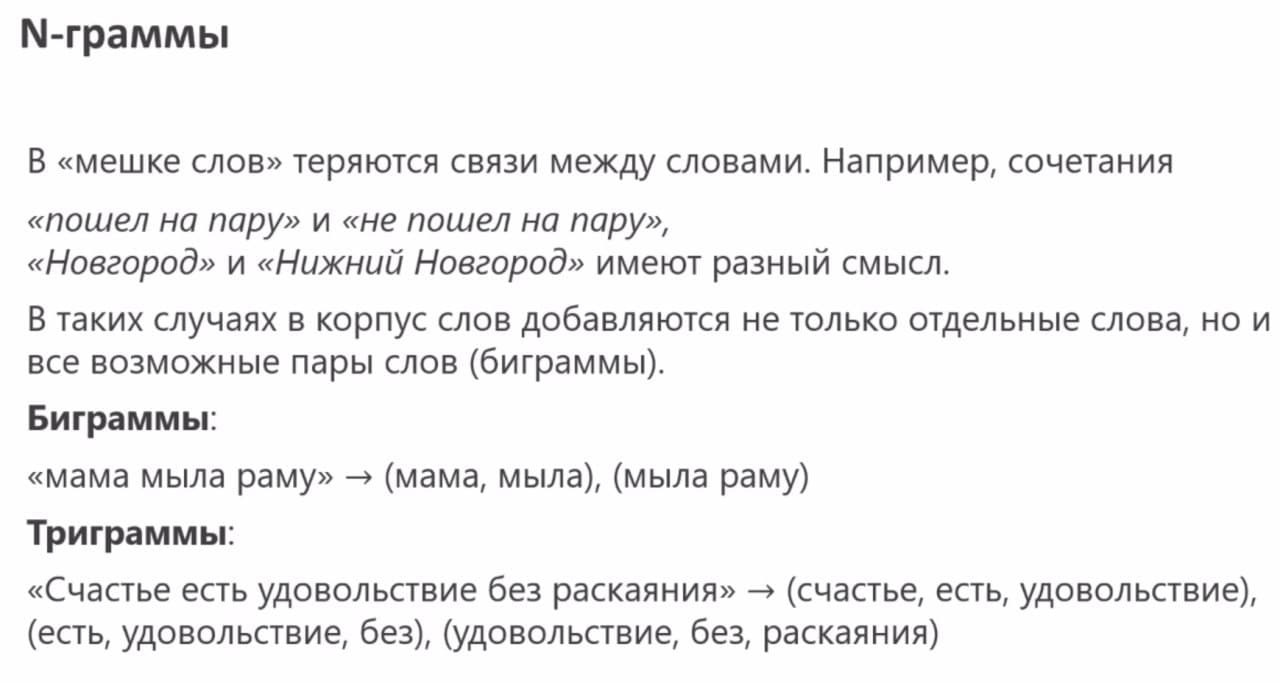 N-граммы
В «мешке слов» теряются связи между словами. Например, сочетания
«пошел на пару» и «не пошел на пару»,
«Новгород» и «Нижний Новгород» имеют разный смысл.
В таких случаях в корпус слов добавляются не только отдельные слова, но и
все возможные пары слов (биграммы).
Биграммы:
«мама мыла раму» → (мама, мыла), (мыла раму)
Триграммы:
«Счастье есть удовольствие без раскаяния» → (счастье, есть, удовольствие),
(есть, удовольствие, без), (удовольствие, без, раскаяния)